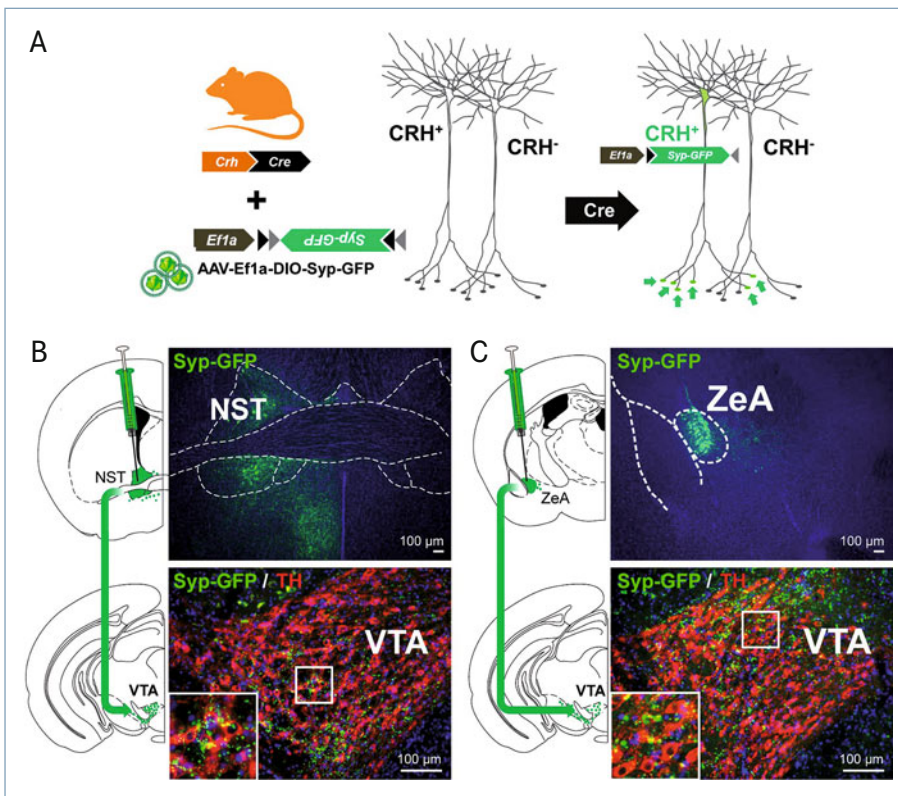 A
CRH+
CRH-
Crh Cre
+
Ef1a Syp-GFP
AAV-Ef1a-DIO-Syp-GFP
Cre
CRH+
Ef1a Syp-GFP
CRH-
B
Syp-GFP
NST
NST
100 µm
Syp-GFP / TH
VTA
VTA
100 µm
C
Syp-GFP
ZeA
ZeA
100 µm
Syp-GFP / TH
VTA
VTA
100 µm